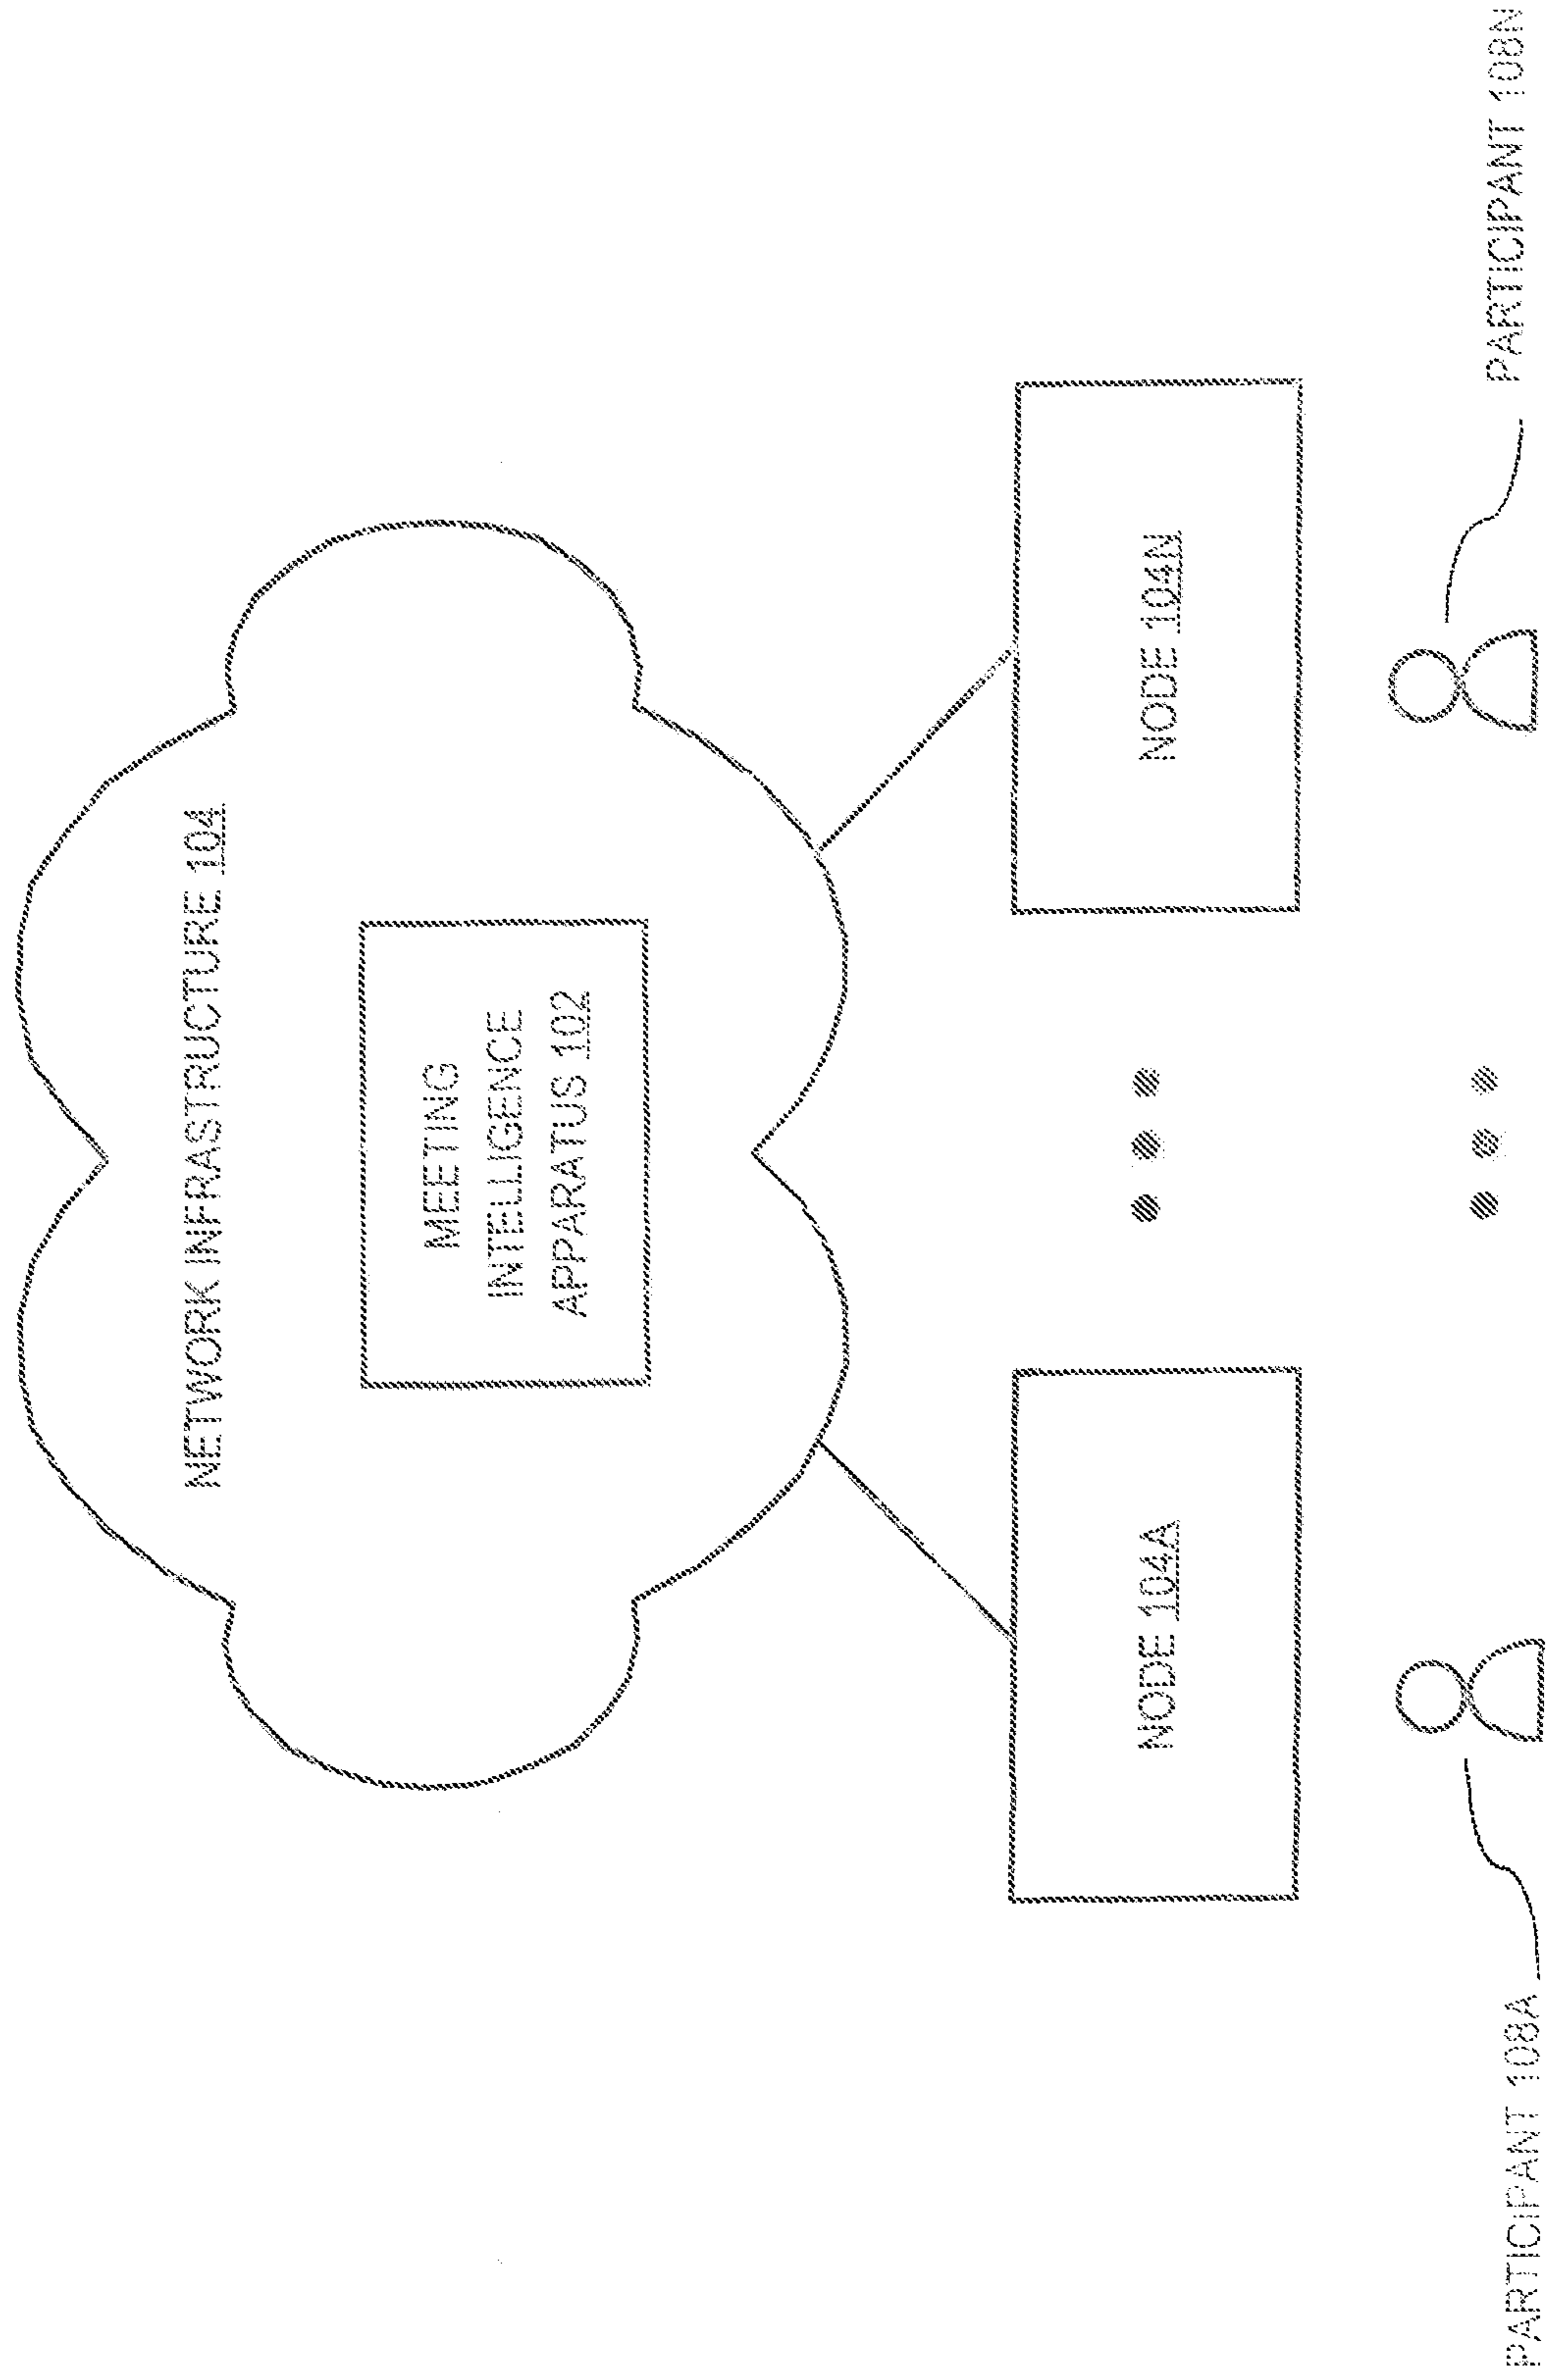 NETWORK INFRASTRUCTURE 104
MEETING
INTELLIGENCE
APPARATUS 102
NODE 104A
NODE 104N
PARTICIPANT 108A
PARTICIPANT 108N